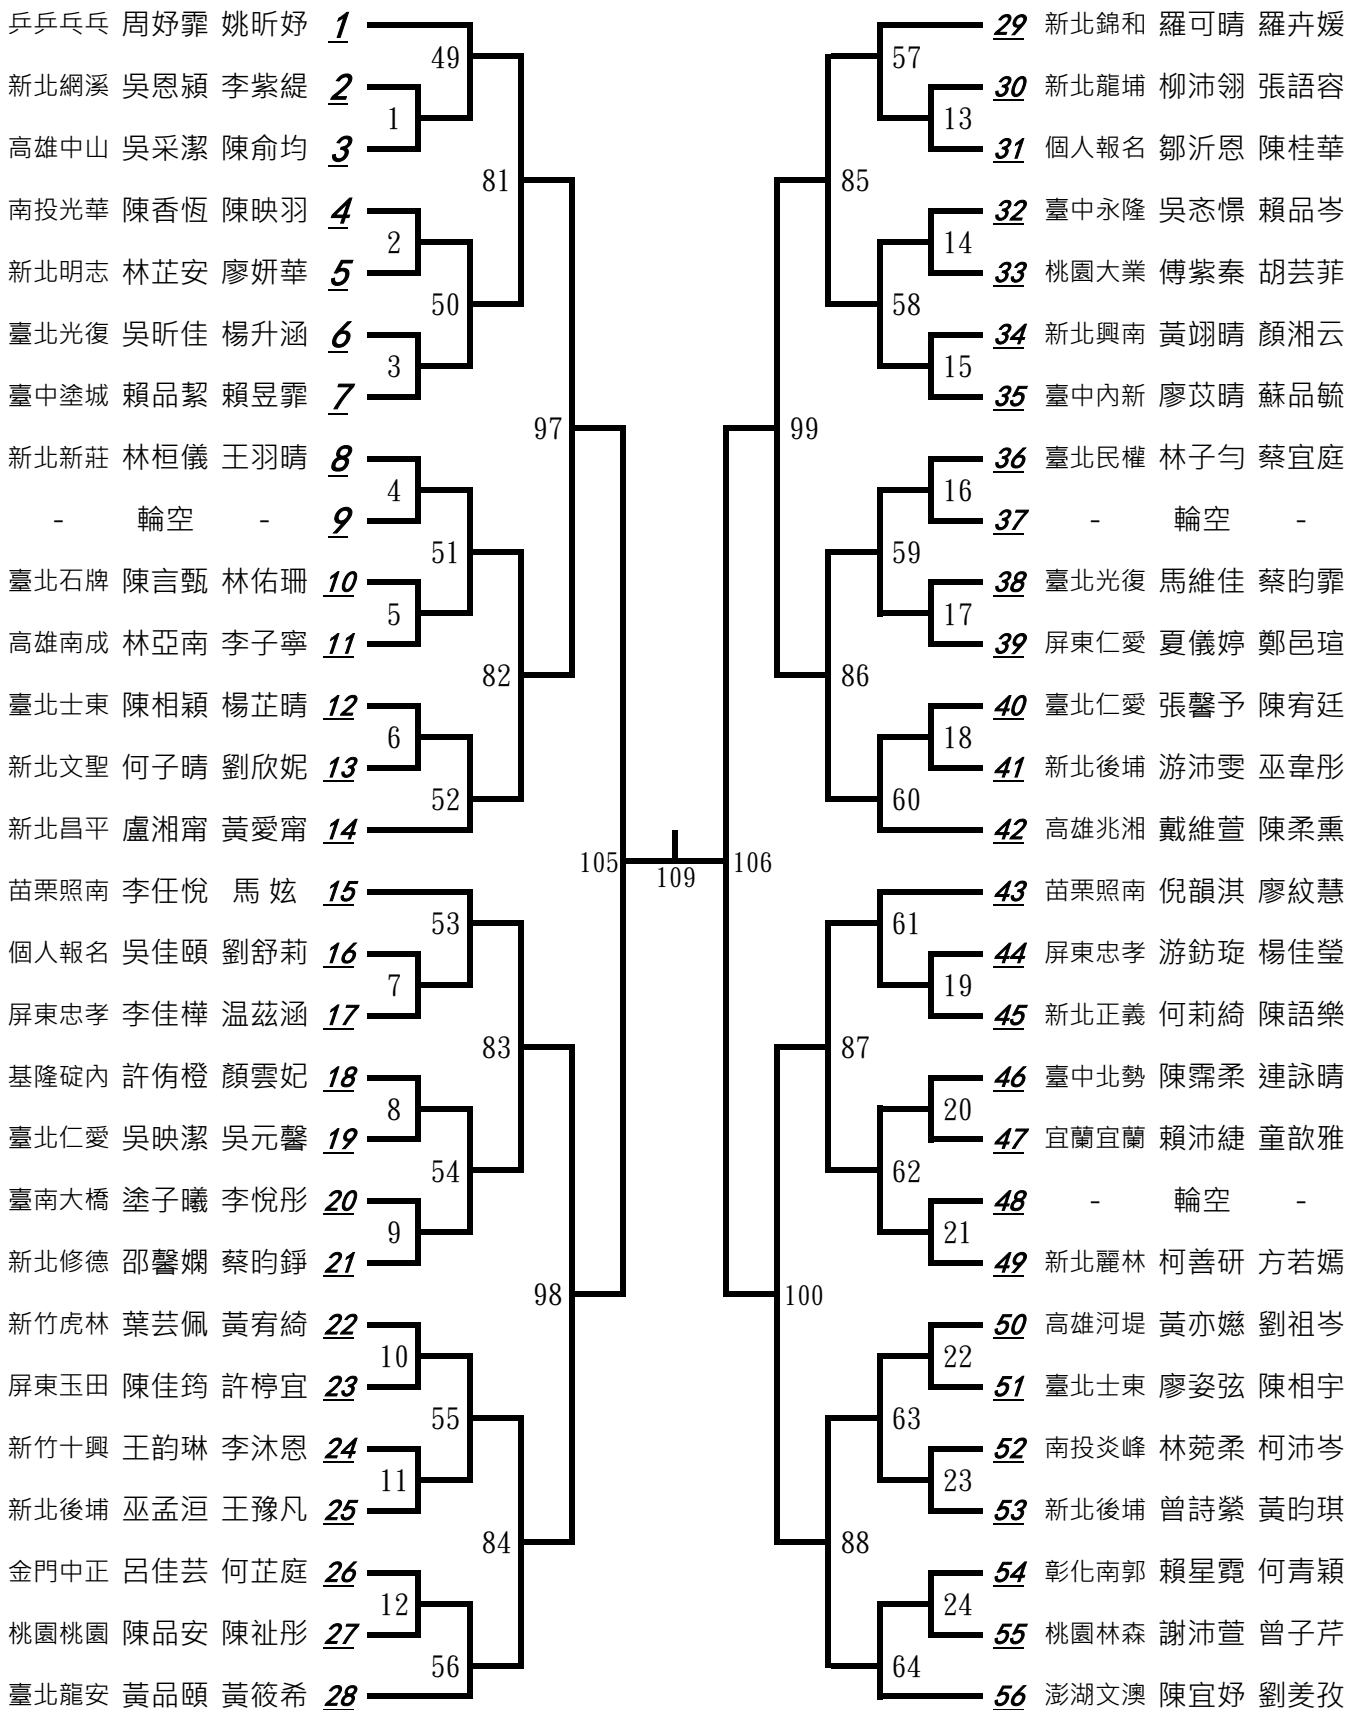 乒乒乓乓 周妤霏 姚昕妤 1
49
新北網溪 吳恩潁 李紫緹 2
1
高雄中山 吳采潔 陳俞均 3
81
南投光華 陳香恆 陳映羽 4
2
新北明志 林芷安 廖妍華 5
50
臺北光復 吳昕佳 楊升涵 6
3
臺中塗城 賴品絜 賴昱霏 7
97
新北新莊 林桓儀 王羽晴 8
4
- 輪空 - 9
51
臺北石牌 陳言甄 林佑珊 10
5
高雄南成 林亞南 李子寧 11
82
臺北士東 陳相穎 楊芷晴 12
6
新北文聖 何子晴 劉欣妮 13
52
新北昌平 盧湘甯 黃愛甯 14
105
苗栗照南 李任悅 馬妶 15
53
個人報名 吳佳頤 劉舒莉 16
7
屏東忠孝 李佳樺 温茲涵 17
83
基隆碇內 許侑橙 顏雲妃 18
8
臺北仁愛 吳映潔 吳元馨 19
54
臺南大橋 塗子曦 李悅彤 20
9
新北修德 邵馨嫻 蔡昀錚 21
98
新竹虎林 葉芸佩 黃宥綺 22
10
屏東玉田 陳佳筠 許楟宜 23
55
新竹十興 王韵琳 李沐恩 24
11
新北後埔 巫孟洹 王豫凡 25
84
金門中正 呂佳芸 何芷庭 26
12
桃園桃園 陳品安 陳祉彤 27
56
臺北龍安 黃品頤 黃筱希 28
109
29 新北錦和 羅可晴 羅卉媛
57
30 新北龍埔 柳沛翎 張語容
13
31 個人報名 鄒沂恩 陳桂華
85
32 臺中永隆 吳忞憬 賴品岑
14
33 桃園大業 傅紫秦 胡芸菲
58
34 新北興南 黃翊晴 顏湘云
15
35 臺中內新 廖苡晴 蘇品毓
99
36 臺北民權 林子勻 蔡宜庭
16
37 - 輪空 -
59
38 臺北光復 馬維佳 蔡昀霏
17
39 屏東仁愛 夏儀婷 鄭邑瑄
86
40 臺北仁愛 張馨予 陳宥廷
18
41 新北後埔 游沛雯 巫韋彤
60
42 高雄兆湘 戴維萱 陳柔熏
106
43 苗栗照南 倪韻淇 廖紋慧
61
44 屏東忠孝 游鈁琁 楊佳瑩
19
45 新北正義 何莉綺 陳語樂
87
46 臺中北勢 陳霈柔 連詠晴
20
47 宜蘭宜蘭 賴沛緁 童歆雅
62
48 - 輪空 -
21
49 新北麗林 柯善研 方若嫣
100
50 高雄河堤 黃亦嬨 劉祖岑
22
51 臺北士東 廖姿弦 陳相宇
63
52 南投炎峰 林菀柔 柯沛岑
23
53 新北後埔 曾詩縈 黃昀琪
88
54 彰化南郭 賴星霓 何青穎
24
55 桃園林森 謝沛萱 曾子芹
64
56 澎湖文澳 陳宜妤